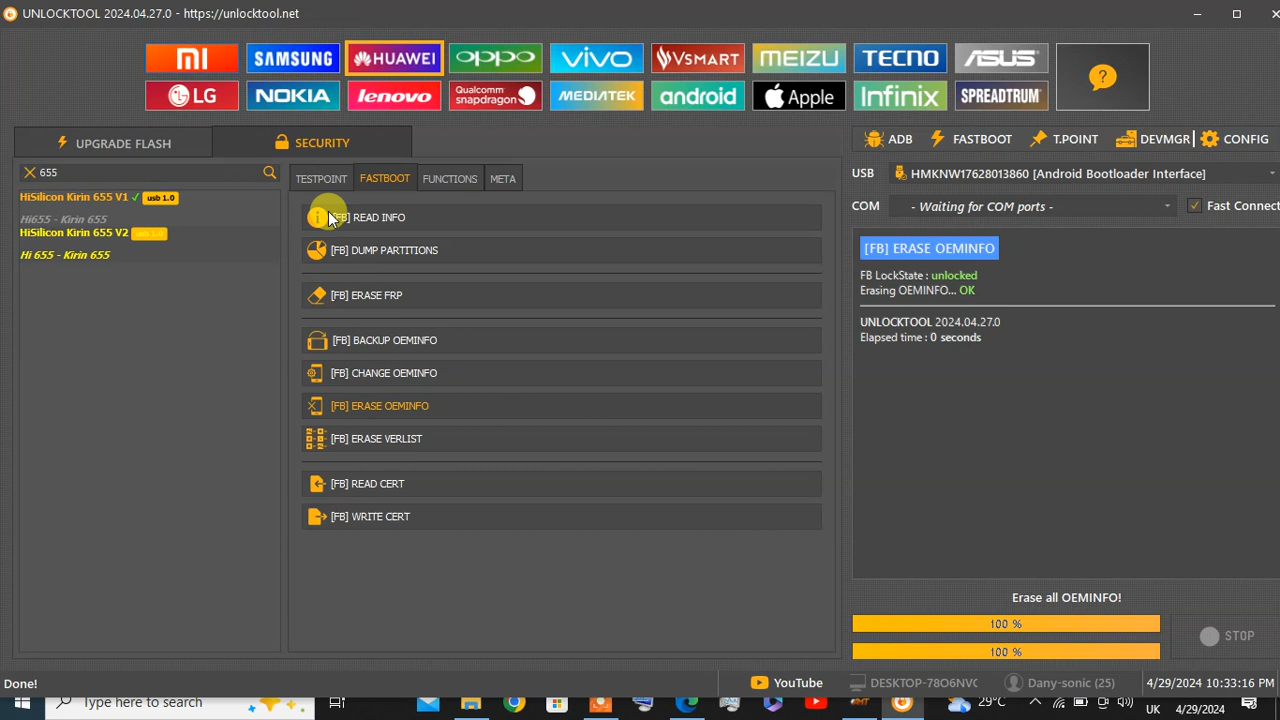 UNLOCKTOOL 2024.04.27.0 - https://unlocktool.net
mi SAMSUNG HUAWEI oppo vivo VSMART MEIZU TECNO ASUS ?
LG NOKIA lenovo Qualcomm snapdragon MEDIATEK android Apple Infinix SPREADTRUM
UPGRADE FLASH SECURITY
ADB FASTBOOT T.POINT DEVMGR CONFIG
655
TESTPOINT FASTBOOT FUNCTIONS META
USB HMKNW17628013860 [Android Bootloader Interface]
COM - Waiting for COM ports - Fast Connect
HiSilicon Kirin 655 V1 usb 1.0
Hi655 - Kirin 655
HiSilicon Kirin 655 V2 usb 1.0
Hi 655 - Kirin 655
[FB] READ INFO
[FB] DUMP PARTITIONS
[FB] ERASE FRP
[FB] BACKUP OEMINFO
[FB] CHANGE OEMINFO
[FB] ERASE OEMINFO
[FB] ERASE VERLIST
[FB] READ CERT
[FB] WRITE CERT
[FB] ERASE OEMINFO
FB LockState : unlocked
Erasing OEMINFO... OK
UNLOCKTOOL 2024.04.27.0
Elapsed time : 0 seconds
Erase all OEMINFO!
100 %
STOP
100 %
Done! YouTube DESKTOP-78O6NVC Dany-sonic (25) 4/29/2024 10:33:16 PM
Type here to search 29°C UK 4/29/2024